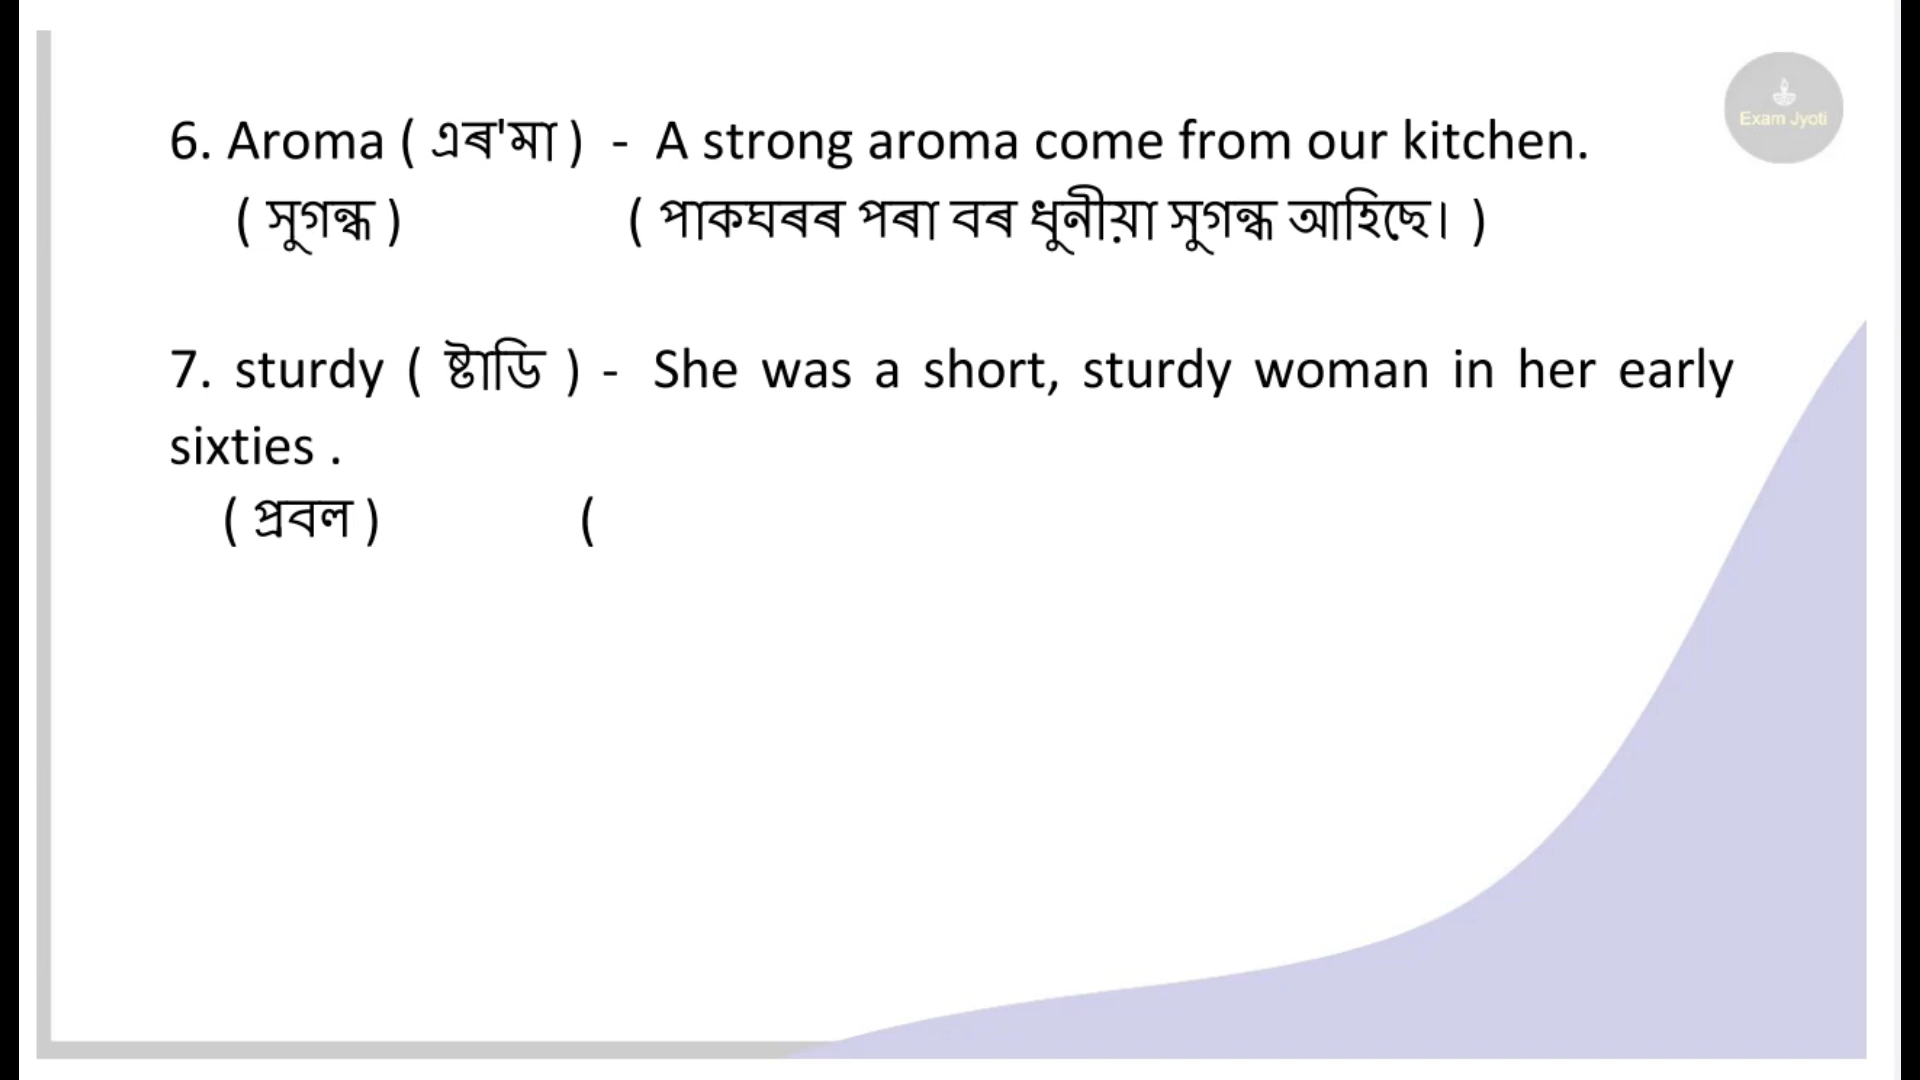 Exam Jyoti
6. Aroma ( এৰ'মা ) - A strong aroma come from our kitchen.
( সুগন্ধ ) ( পাকঘৰৰ পৰা বৰ ধুনীয়া সুগন্ধ আহিছে। )
7. sturdy ( ষ্টাডি ) - She was a short, sturdy woman in her early
sixties .
( প্ৰবল ) (